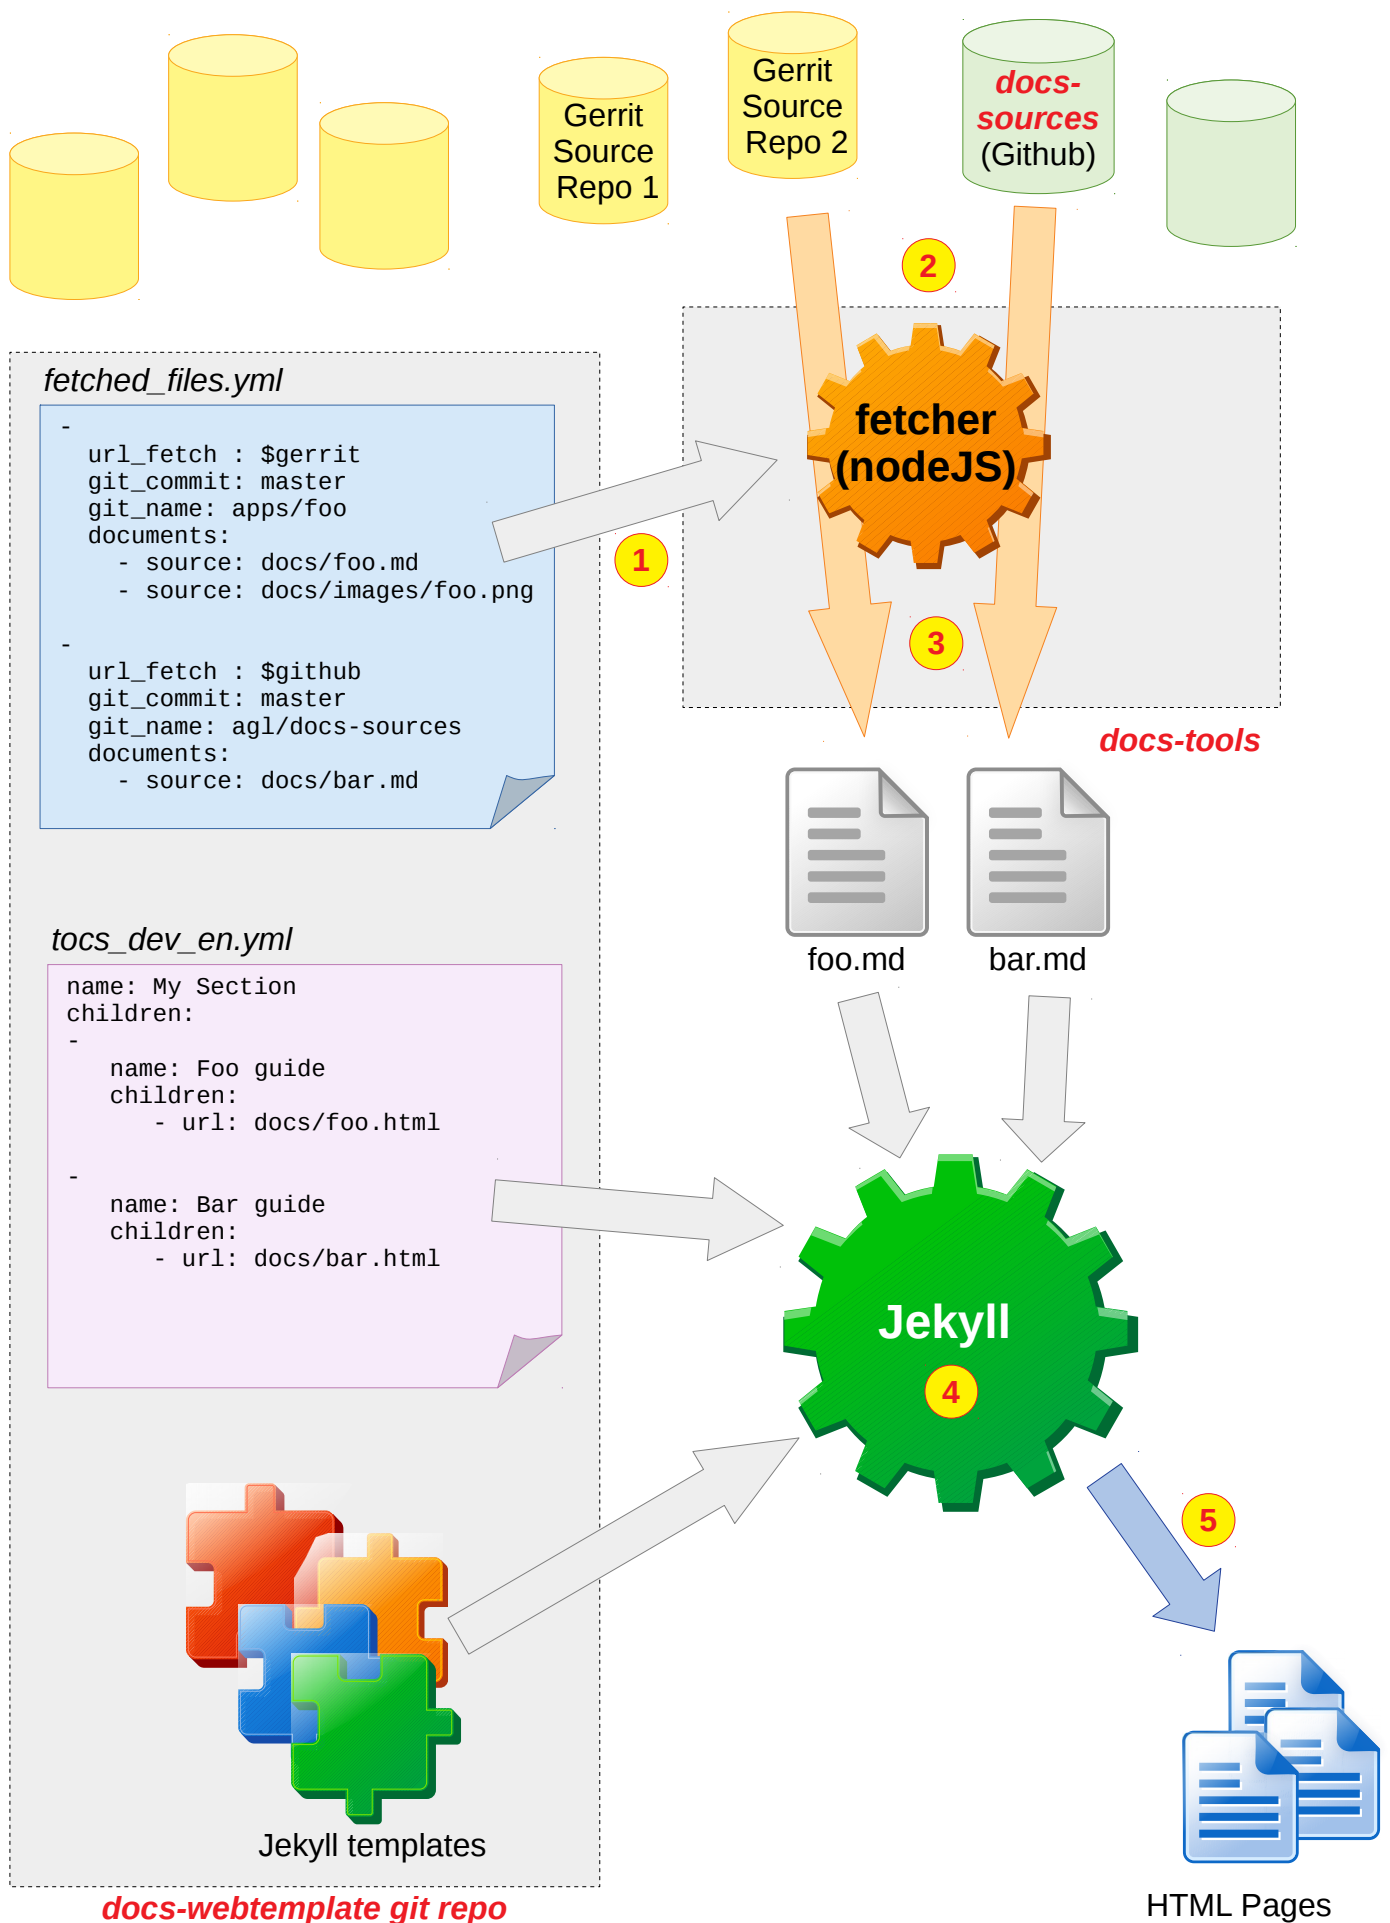 Gerrit
Source
Repo 1
Gerrit
Source
Repo 2
docs-
sources
(Github)
2
fetched_files.yml
-
url_fetch : $gerrit
git_commit: master
git_name: apps/foo
documents:
- source: docs/foo.md
- source: docs/images/foo.png
-
url_fetch : $github
git_commit: master
git_name: agl/docs-sources
documents:
- source: docs/bar.md
1
fetcher
(nodeJS)
3
docs-tools
foo.md
bar.md
tocs_dev_en.yml
name: My Section
children:
-
name: Foo guide
children:
- url: docs/foo.html
-
name: Bar guide
children:
- url: docs/bar.html
Jekyll
4
5
Jekyll templates
docs-webtemplate git repo
HTML Pages